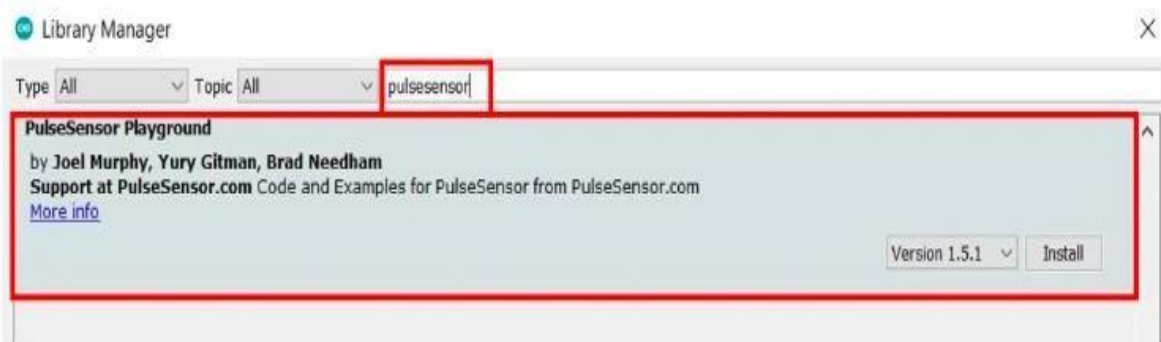 Library Manager
Type All Topic All pulsesensor
PulseSensor Playground
by Joel Murphy, Yury Gitman, Brad Needham
Support at PulseSensor.com Code and Examples for PulseSensor from PulseSensor.com
More info
Version 1.5.1 Install